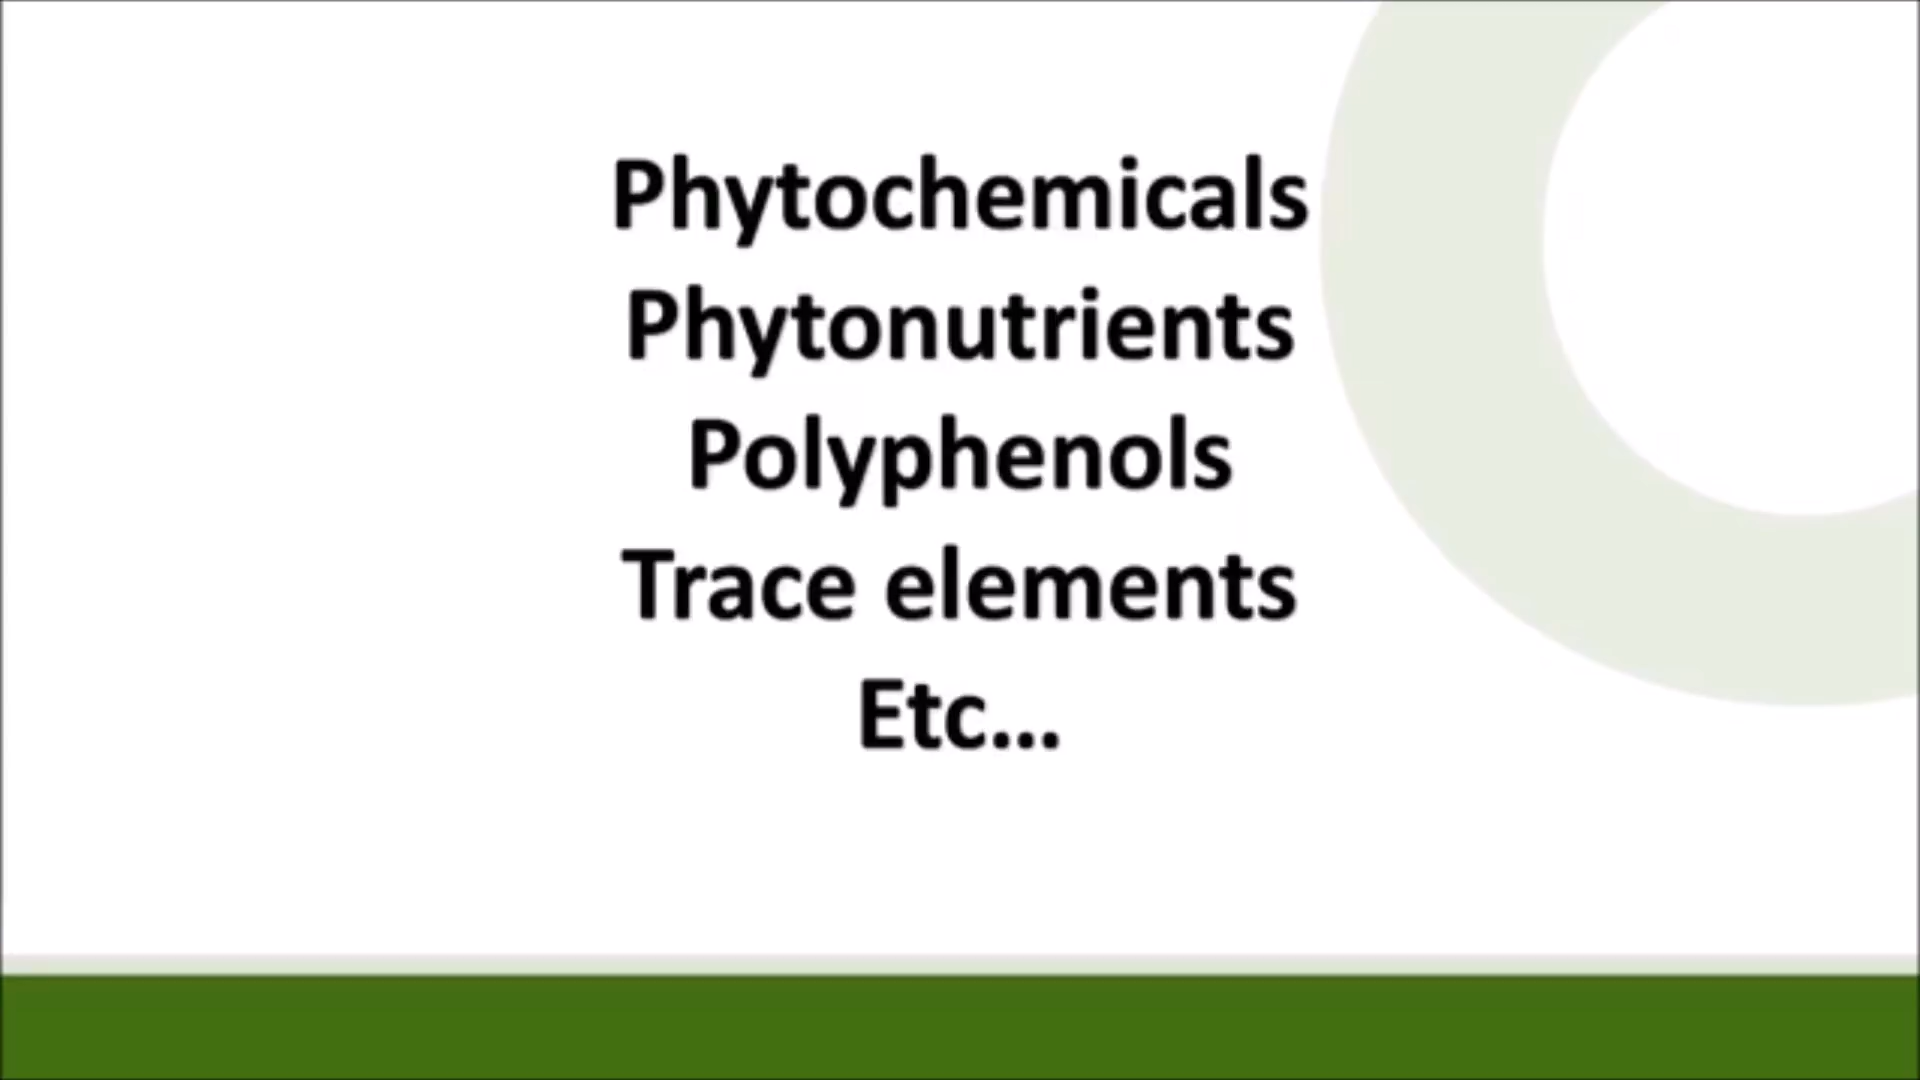 Phytochemicals
Phytonutrients
Polyphenols
Trace elements
Etc...